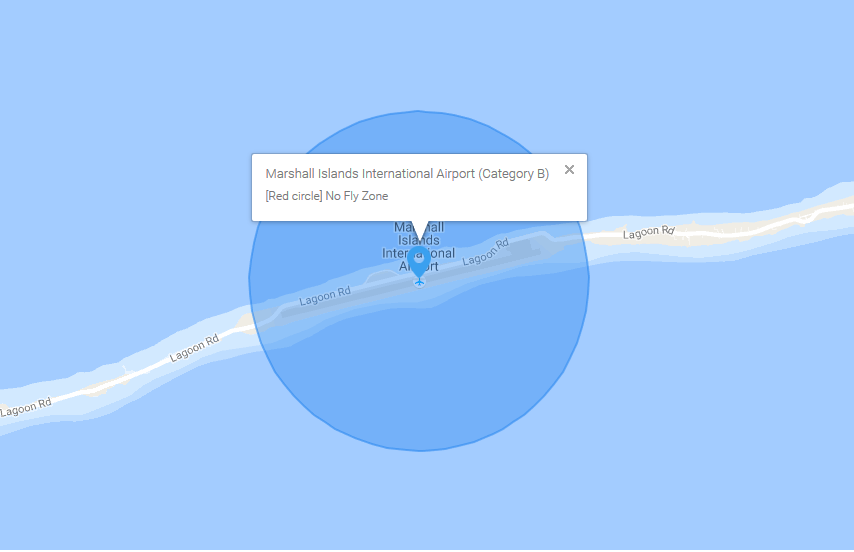 Marshall Islands International Airport (Category B)
[Red circle] No Fly Zone
Marshall
Islands
International
Airport
Lagoon Rd
Lagoon Rd
Lagoon Rd
Lagoon Rd
Lagoon Rd